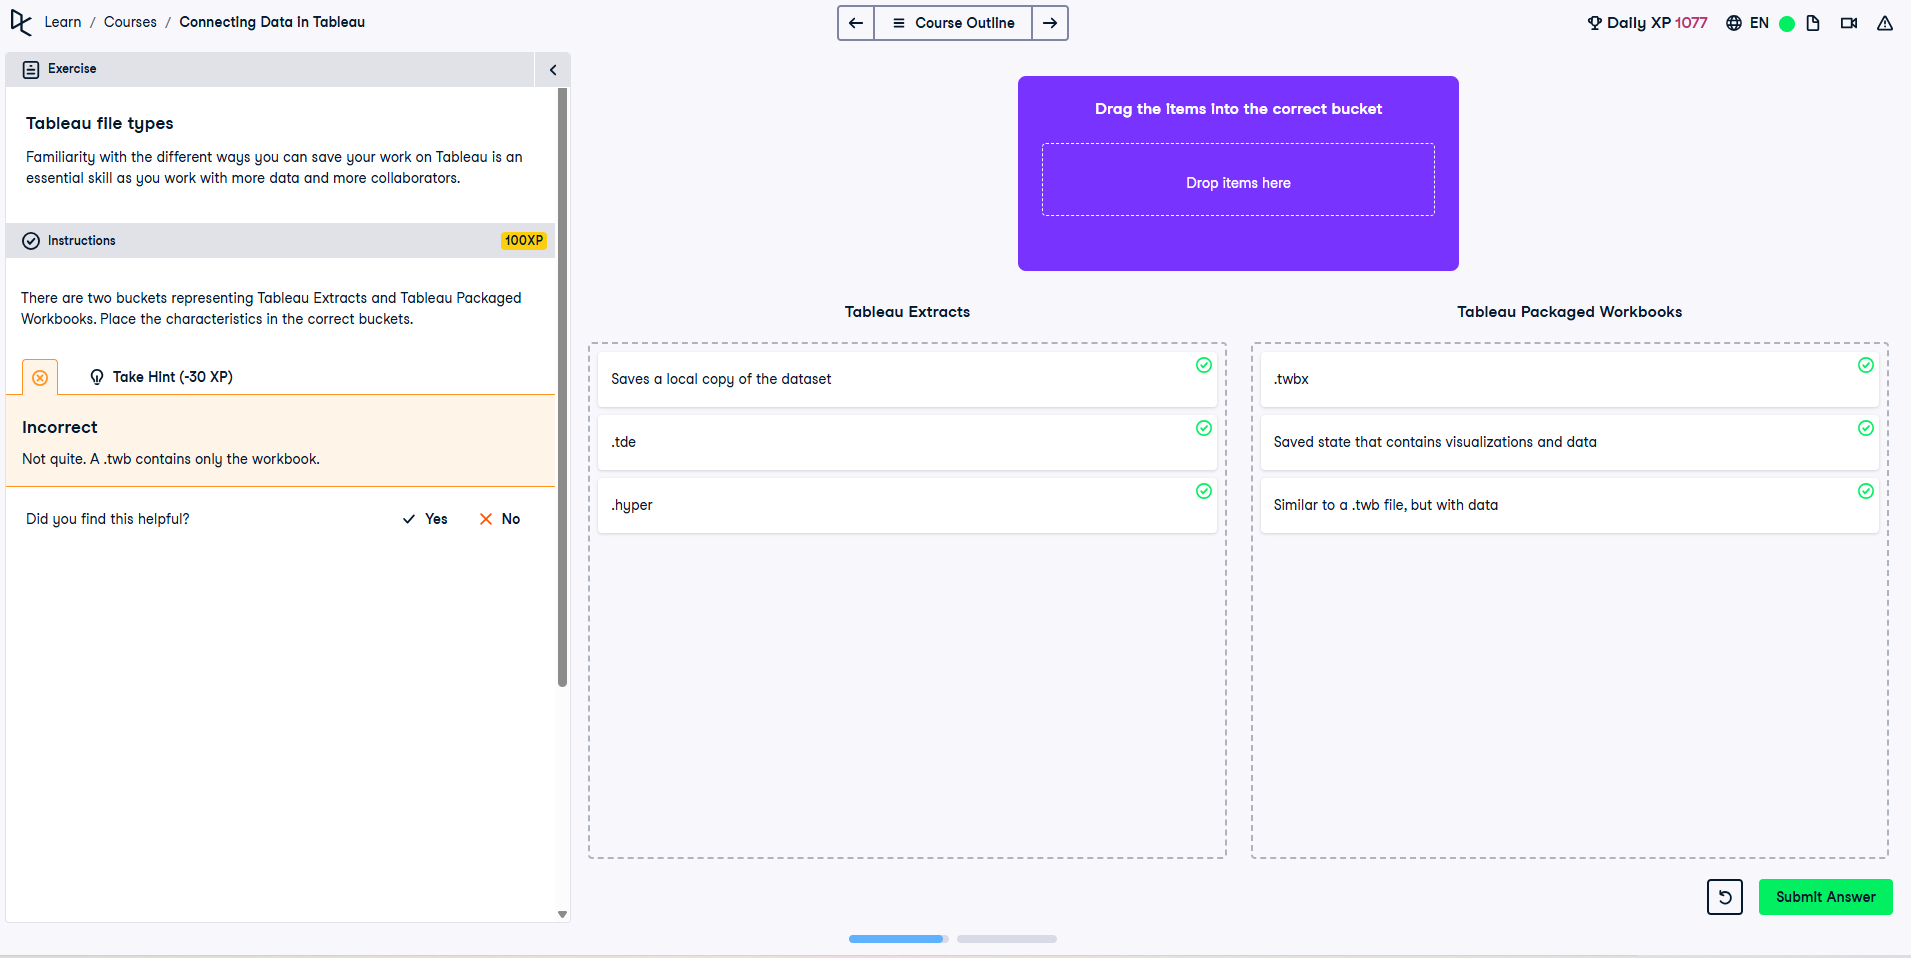 Learn / Courses / Connecting Data in Tableau
Course Outline
Daily XP 1077
EN
Exercise
Tableau file types
Familiarity with the different ways you can save your work on Tableau is an
essential skill as you work with more data and more collaborators.
Instructions
100XP
There are two buckets representing Tableau Extracts and Tableau Packaged
Workbooks. Place the characteristics in the correct buckets.
Take Hint (-30 XP)
Incorrect
Not quite. A .twb contains only the workbook.
Did you find this helpful?
Yes
No
Drag the items into the correct bucket
Drop items here
Tableau Extracts
Saves a local copy of the dataset
.tde
.hyper
Tableau Packaged Workbooks
.twbx
Saved state that contains visualizations and data
Similar to a .twb file, but with data
Submit Answer